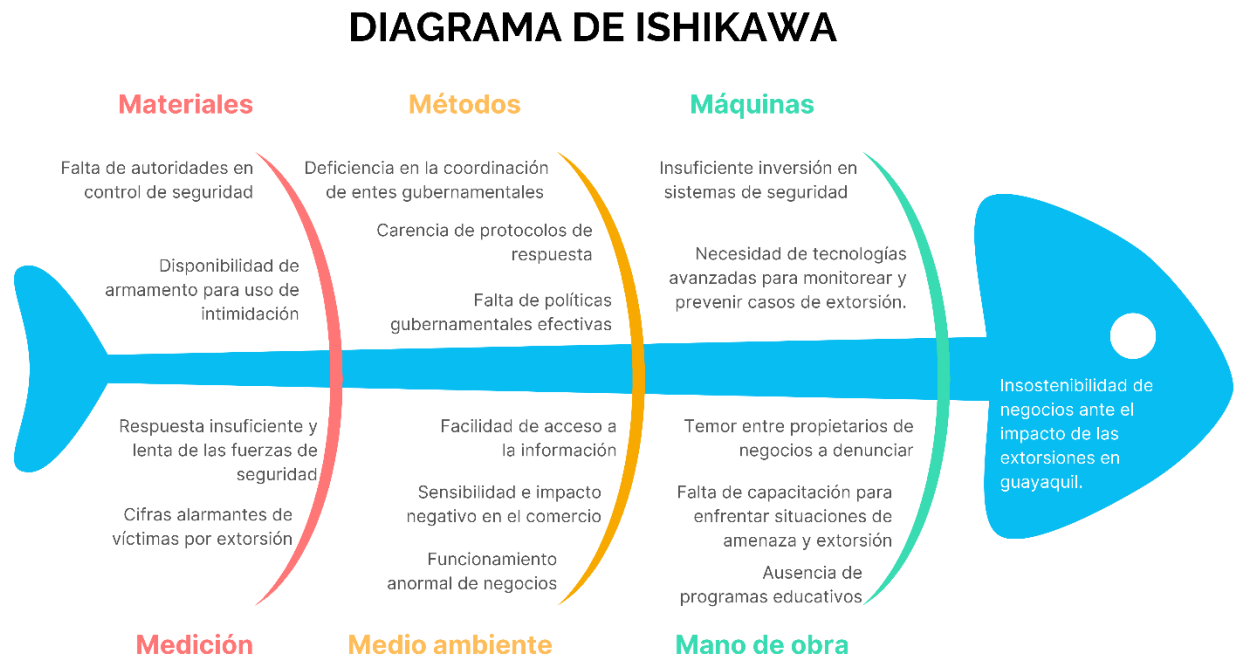 DIAGRAMA DE ISHIKAWA
Materiales
Falta de autoridades en
control de seguridad
Disponibilidad de
armamento para uso de
intimidación
Métodos
Deficiencia en la coordinación
de entes gubernamentales
Carencia de protocolos de
respuesta
Falta de políticas
gubernamentales efectivas
Máquinas
Insuficiente inversión en
sistemas de seguridad
Necesidad de tecnologías
avanzadas para monitorear y
prevenir casos de extorsión.
Respuesta insuficiente y
lenta de las fuerzas de
seguridad
Cifras alarmantes de
víctimas por extorsión
Medición
Facilidad de acceso a
la información
Sensibilidad e impacto
negativo en el comercio
Funcionamiento
anormal de negocios
Medio ambiente
Temor entre propietarios de
negocios a denunciar
Falta de capacitación para
enfrentar situaciones de
amenaza y extorsión
Ausencia de
programas educativos
Mano de obra
Insostenibilidad de
negocios ante el
impacto de las
extorsiones en
guayaquil.